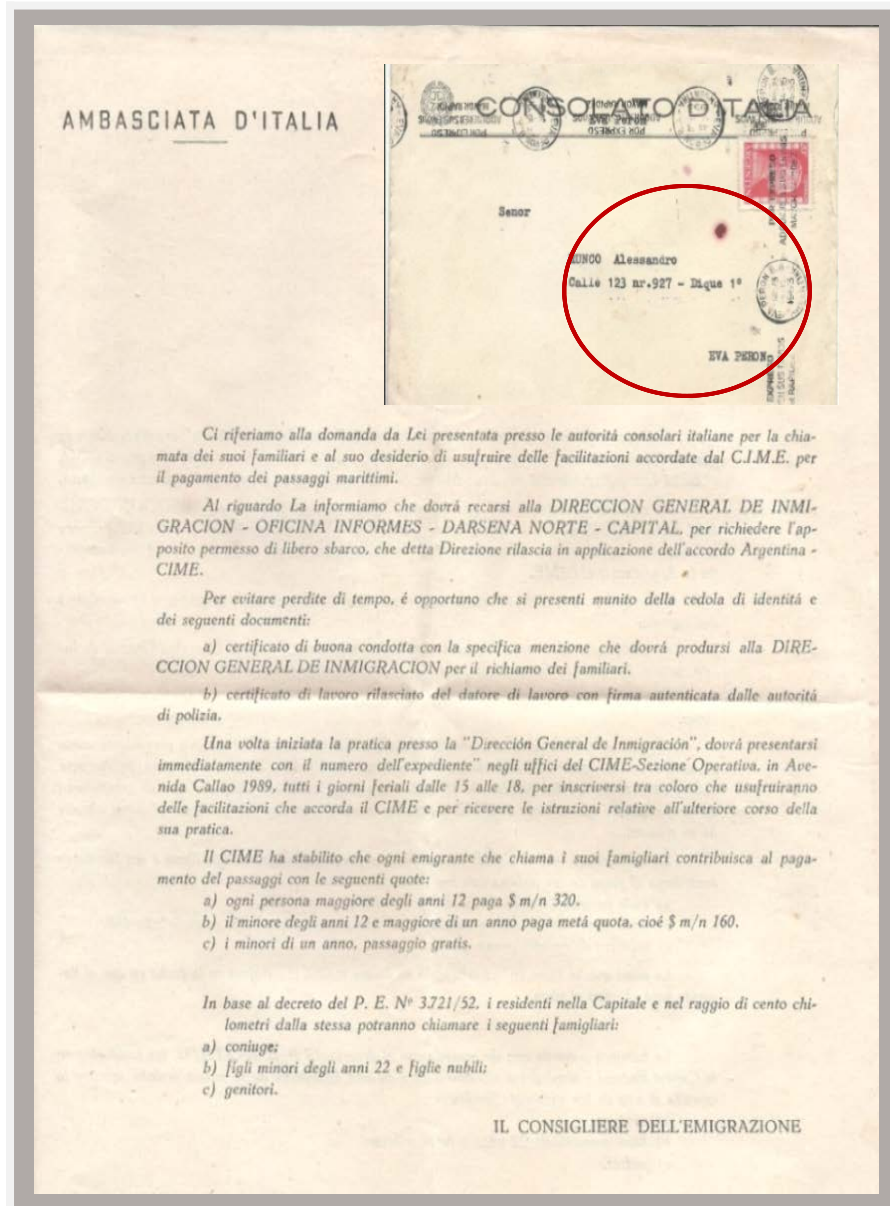 AMBASCIATA D'ITALIA
CONSOLATO D'ITALIA
EVA PERON
POR EXPRESO
POR EXPRESO
Senor
Alessandro
Calle 123 nr.927 - Dique 1º
EVA PERON
Ci riferiamo alla domanda da Lei presentata presso le autoritá consolari italiane per la chia-
mata dei suoi familiari e al suo desiderio di usufruire delle facilitazioni accordate dal C.I.M.E. per
il pagamento dei passaggi marittimi.
Al riguardo La informiamo che dovrá recarsi alla DIRECCION GENERAL DE INMI-
GRACION - OFICINA INFORMES - DARSENA NORTE - CAPITAL, per richiedere l'ap-
posito permesso di libero sbarco, che detta Direzione rilascia in applicazione dell'accordo Argentina -
CIME.
Per evitare perdite di tempo, é opportuno che si presenti munito della cedola di identitá e
dei seguenti documenti:
a) certificato di buona condotta con la specifica menzione che dovrá prodursi alla DIRE-
CCION GENERAL DE INMIGRACION per il richiamo dei familiari.
b) certificato di lavoro rilasciato del datore di lavoro con firma autenticata dalle autoritá
di polizia.
Una volta iniziata la pratica presso la "Dirección General de Inmigración", dovrá presentarsi
immediatamente con il numero dell'expediente" negli uffici del CIME-Sezione Operativa, in Ave-
nida Callao 1989, tutti i giorni feriali dalle 15 alle 18, per inscriversi tra coloro che usufruiranno
delle facilitazioni che accorda il CIME e per ricevere le istruzioni relative all'ulteriore corso della
sua pratica.
Il CIME ha stabilito che ogni emigrante che chiama i suoi famigliari contribuisca al paga-
mento del passaggi con le seguenti quote:
a) ogni persona maggiore degli anni 12 paga $ m/n 320.
b) il minore degli anni 12 e maggiore di un anno paga metá quota, cioé $ m/n 160.
c) i minori di un anno, passaggio gratis.
In base al decreto del P. E. Nº 3.721/52, i residenti nella Capitale e nel raggio di cento chi-
lometri dalla stessa potranno chiamare i seguenti famigliari:
a) coniuge;
b) figli minori degli anni 22 e figlie nubili;
c) genitori.
IL CONSIGLIERE DELL'EMIGRAZIONE